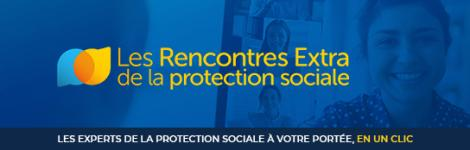 Les Rencontres Extra
de la protection sociale
LES EXPERTS DE LA PROTECTION SOCIALE À VOTRE PORTÉE, EN UN CLIC